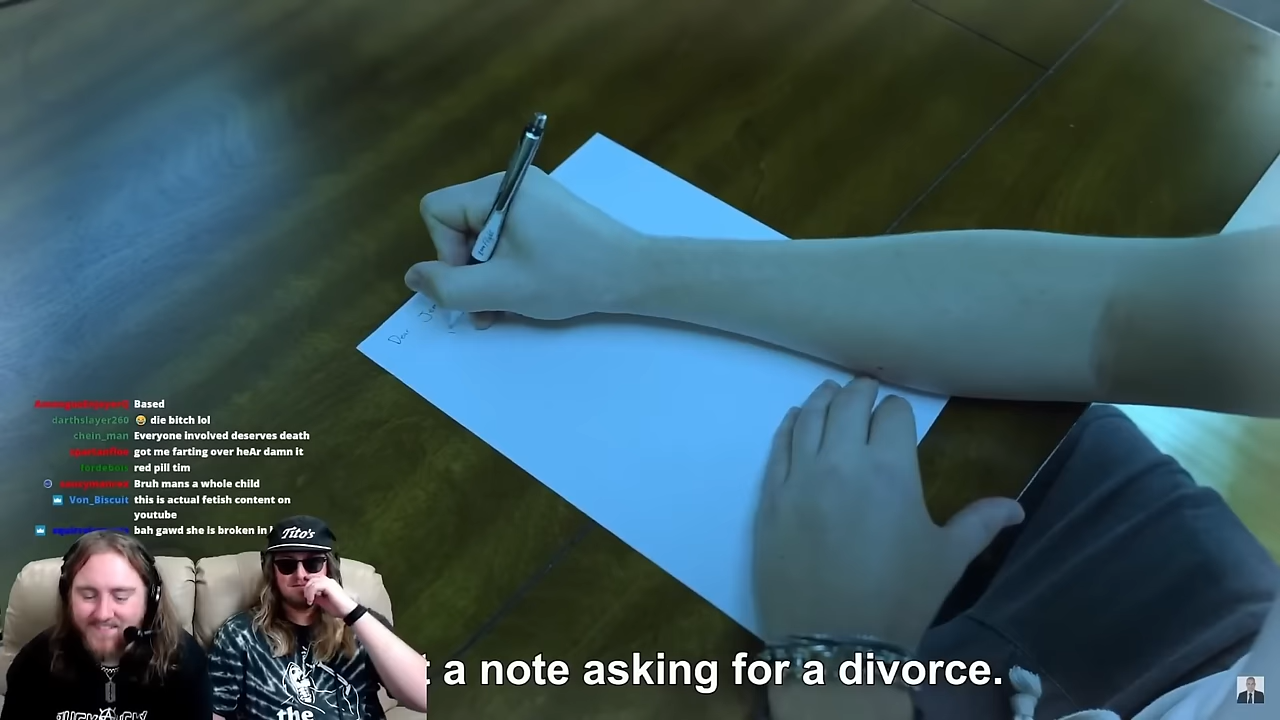 Dear
Based
darthslayer260 😂 die bitch lol
chein_man Everyone involved deserves death
got me farting over heAr damn it
fordebois red pill tim
Bruh mans a whole child
Von_Biscuit this is actual fetish content on
youtube
bah gawd she is broken in
Tito's
the
t a note asking for a divorce.